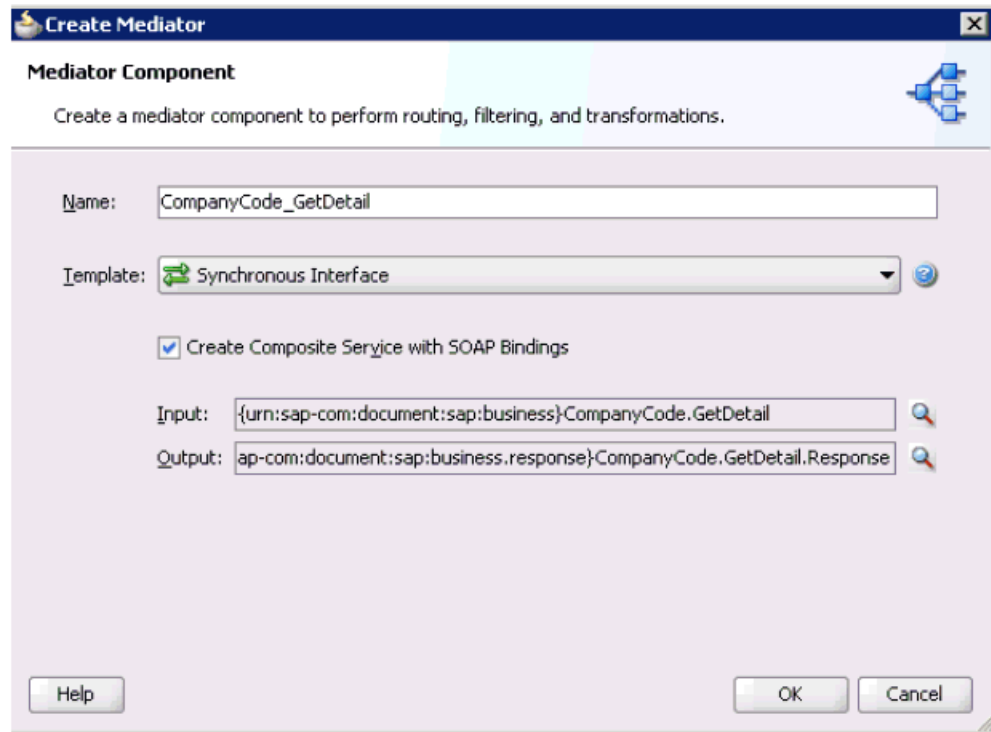 Create Mediator
Mediator Component
Create a mediator component to perform routing, filtering, and transformations.
Name: CompanyCode_GetDetail
Template: Synchronous Interface
Create Composite Service with SOAP Bindings
Input: {urn:sap-com:document:sap:business}CompanyCode.GetDetail
Output: ap-com:document:sap:business.response}CompanyCode.GetDetail.Response
Help OK Cancel